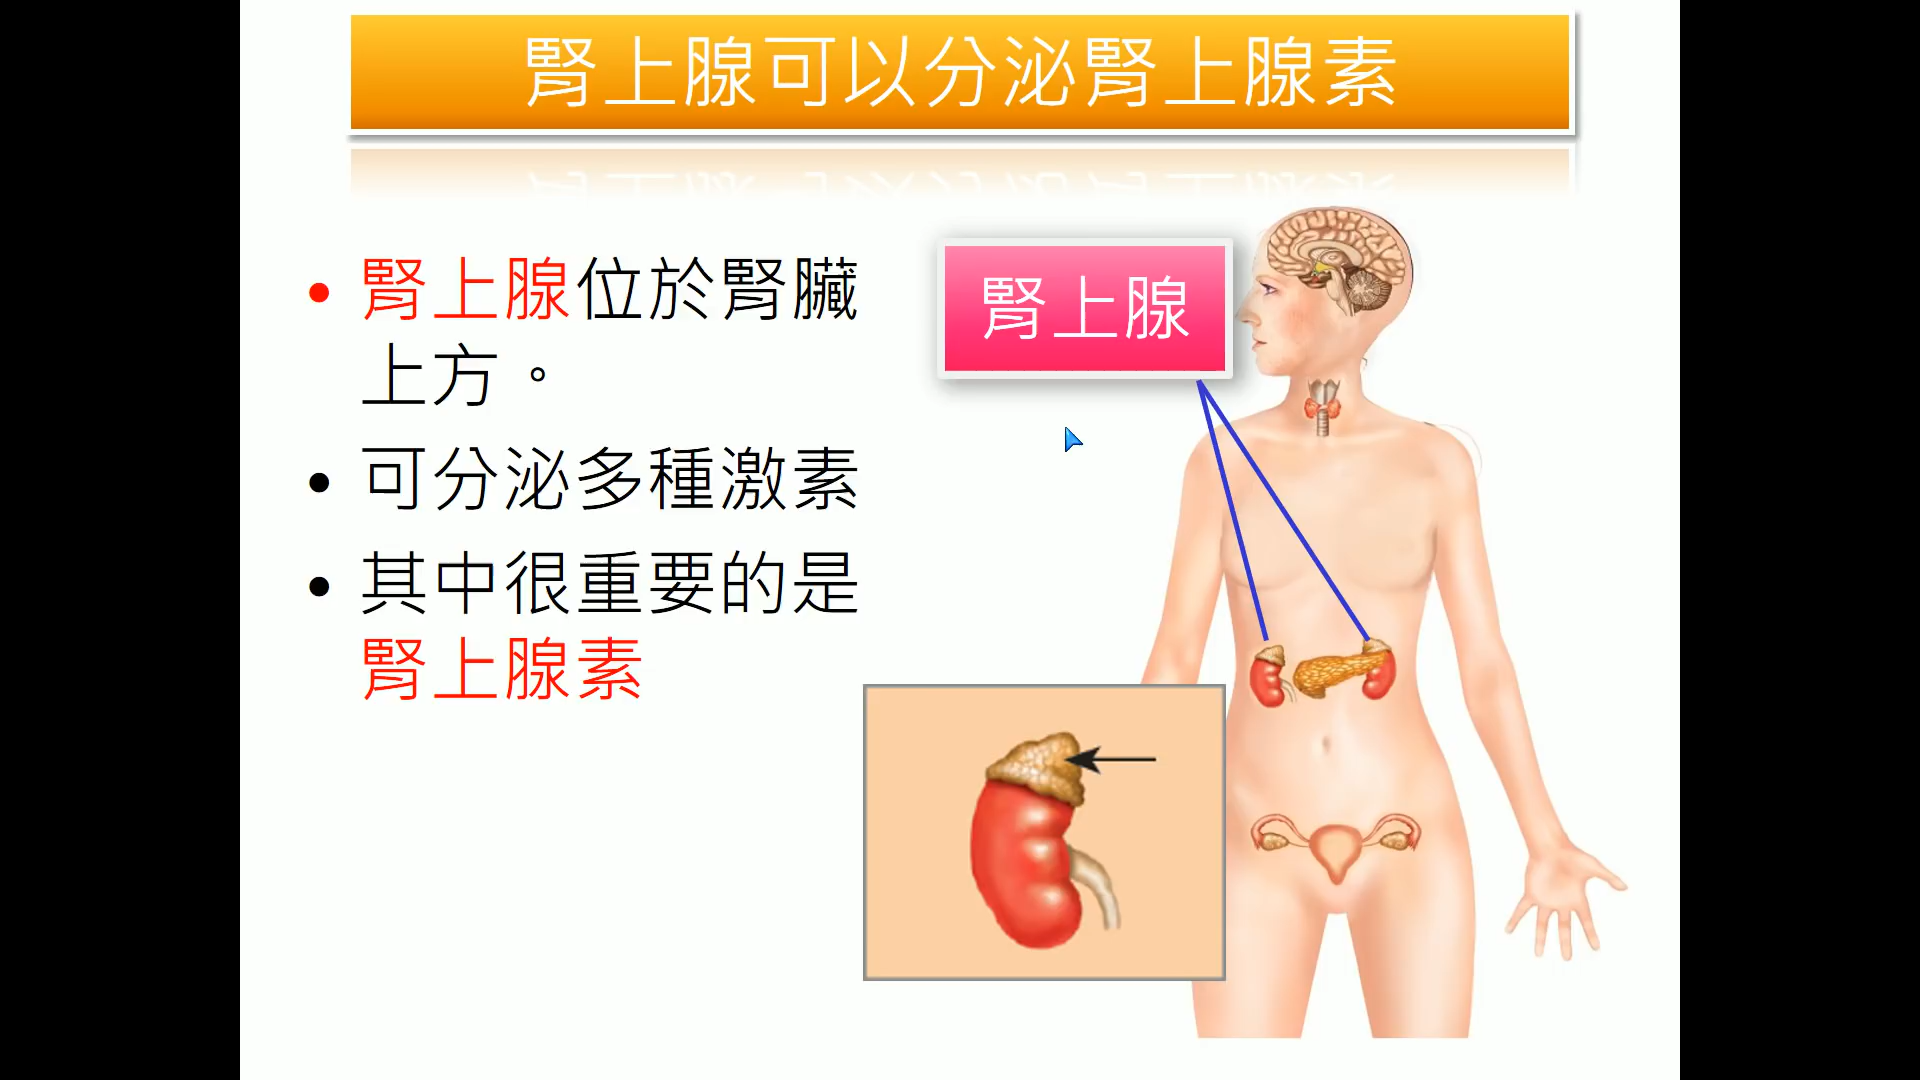 腎上腺可以分泌腎上腺素
• 腎上腺位於腎臟
上方。
• 可分泌多種激素
• 其中很重要的是
腎上腺素
腎上腺